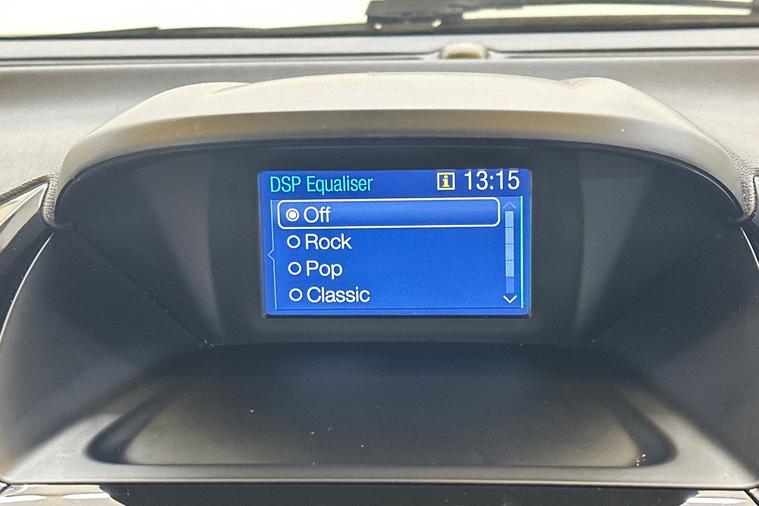 DSP Equaliser i 13:15
Off
Rock
Pop
Classic